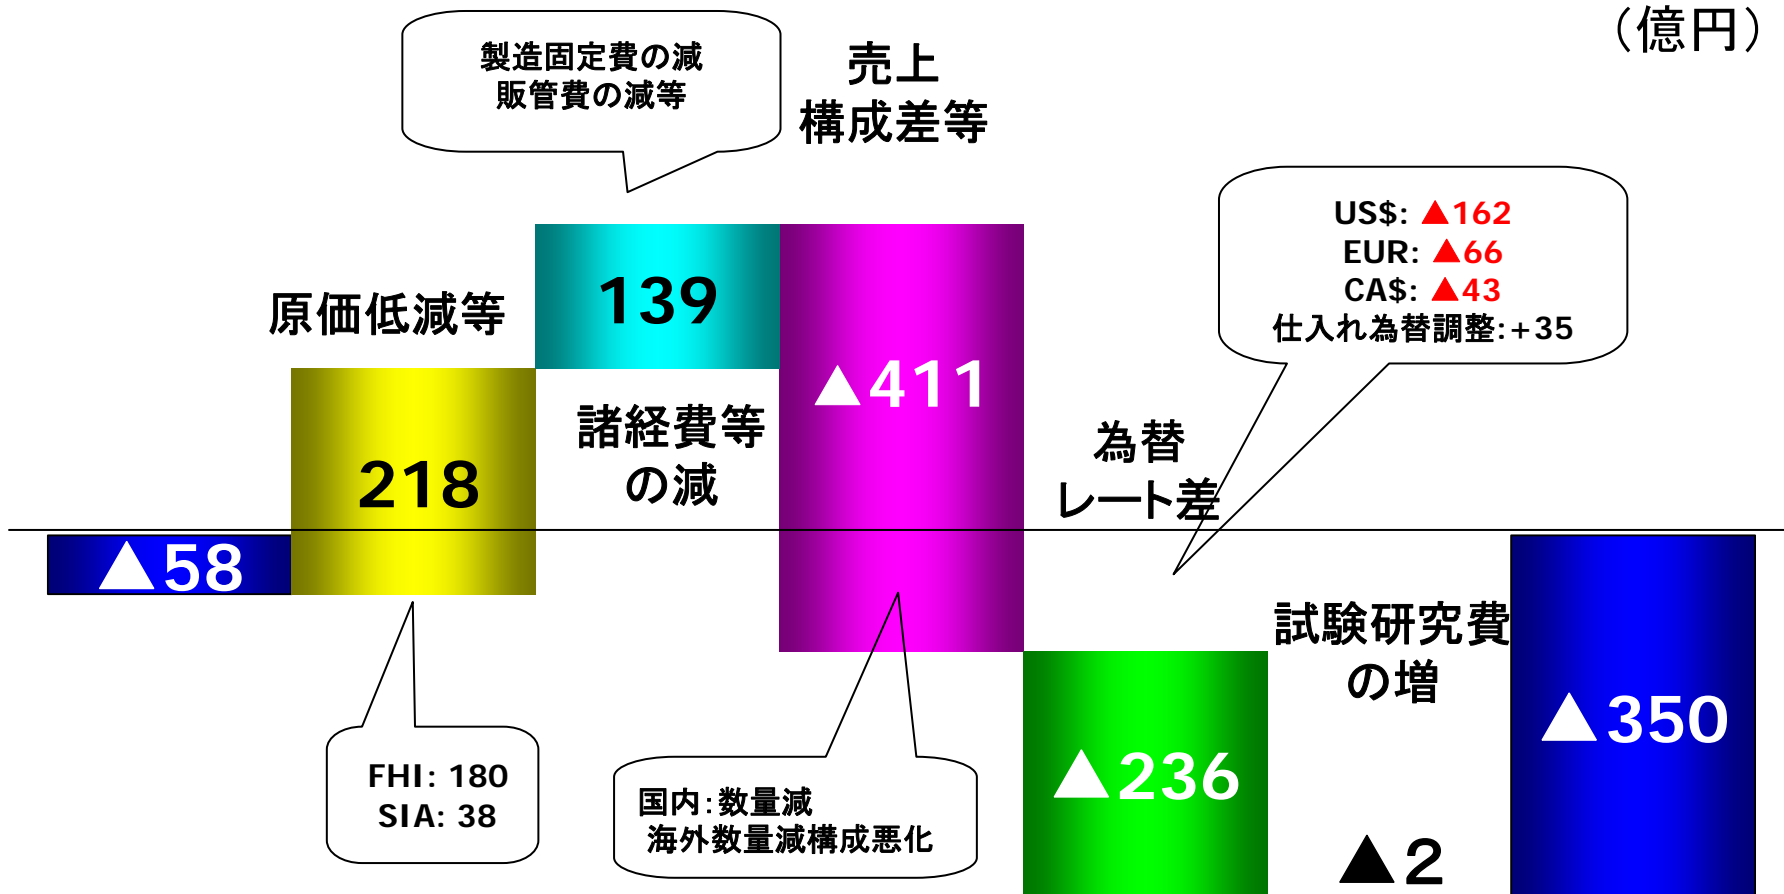 （億円）
製造固定費の減
販管費の減等
売上
構成差等
US$: ▲162
EUR: ▲66
CA$: ▲43
仕入れ為替調整:+35
原価低減等
139
▲411
諸経費等
の減
218
為替
レート差
▲58
試験研究費
の増
▲350
▲236
FHI: 180
SIA: 38
国内:数量減
海外数量減構成悪化
▲2